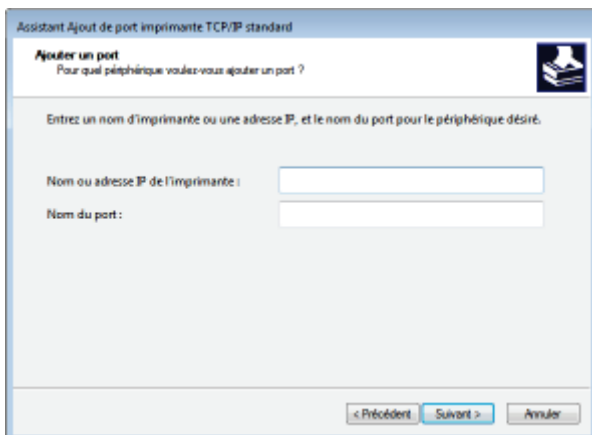 Assistant Ajout de port imprimante TCP/IP standard
Ajouter un port
Pour quel périphérique voulez-vous ajouter un port ?
Entrez un nom d'imprimante ou une adresse IP, et le nom du port pour le périphérique désiré.
Nom ou adresse IP de l'imprimante :
Nom du port :
< Précédent Suivant > Annuler